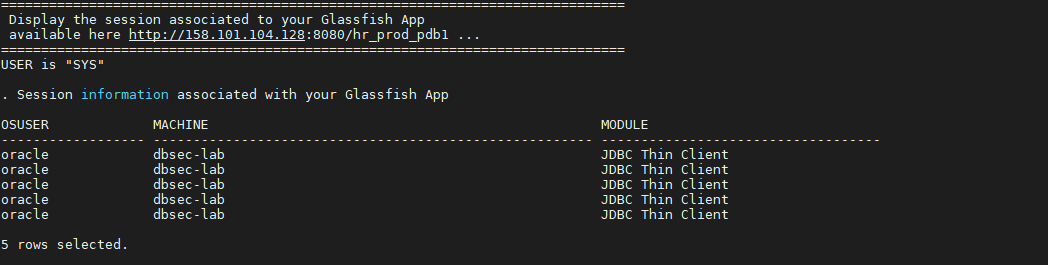 ==============================================================================
Display the session associated to your Glassfish App
available here http://158.101.104.128:8080/hr_prod_pdb1 ...
==============================================================================
USER is "SYS"
. Session information associated with your Glassfish App
OSUSER MACHINE MODULE
------------------ ------------------------------------------------------- -----------------------------------
oracle dbsec-lab JDBC Thin Client
oracle dbsec-lab JDBC Thin Client
oracle dbsec-lab JDBC Thin Client
oracle dbsec-lab JDBC Thin Client
oracle dbsec-lab JDBC Thin Client
5 rows selected.